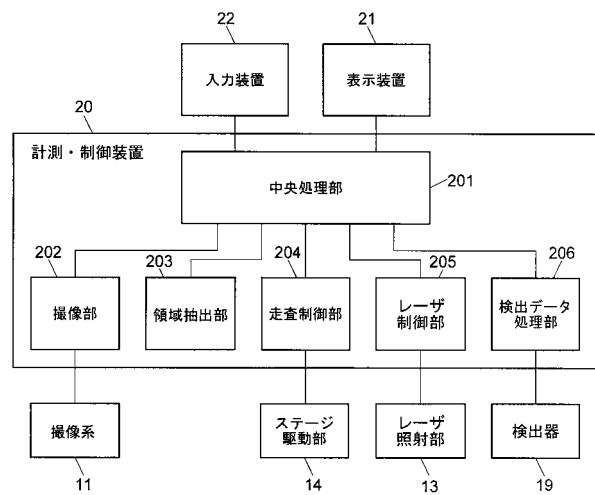 22
21
入力装置
表示装置
20
計測・制御装置
中央処理部
201
202
203
204
205
206
撮像部
領域抽出部
走査制御部
レーザ
制御部
検出データ
処理部
撮像系
ステージ
駆動部
レーザ
照射部
検出器
11
14
13
19